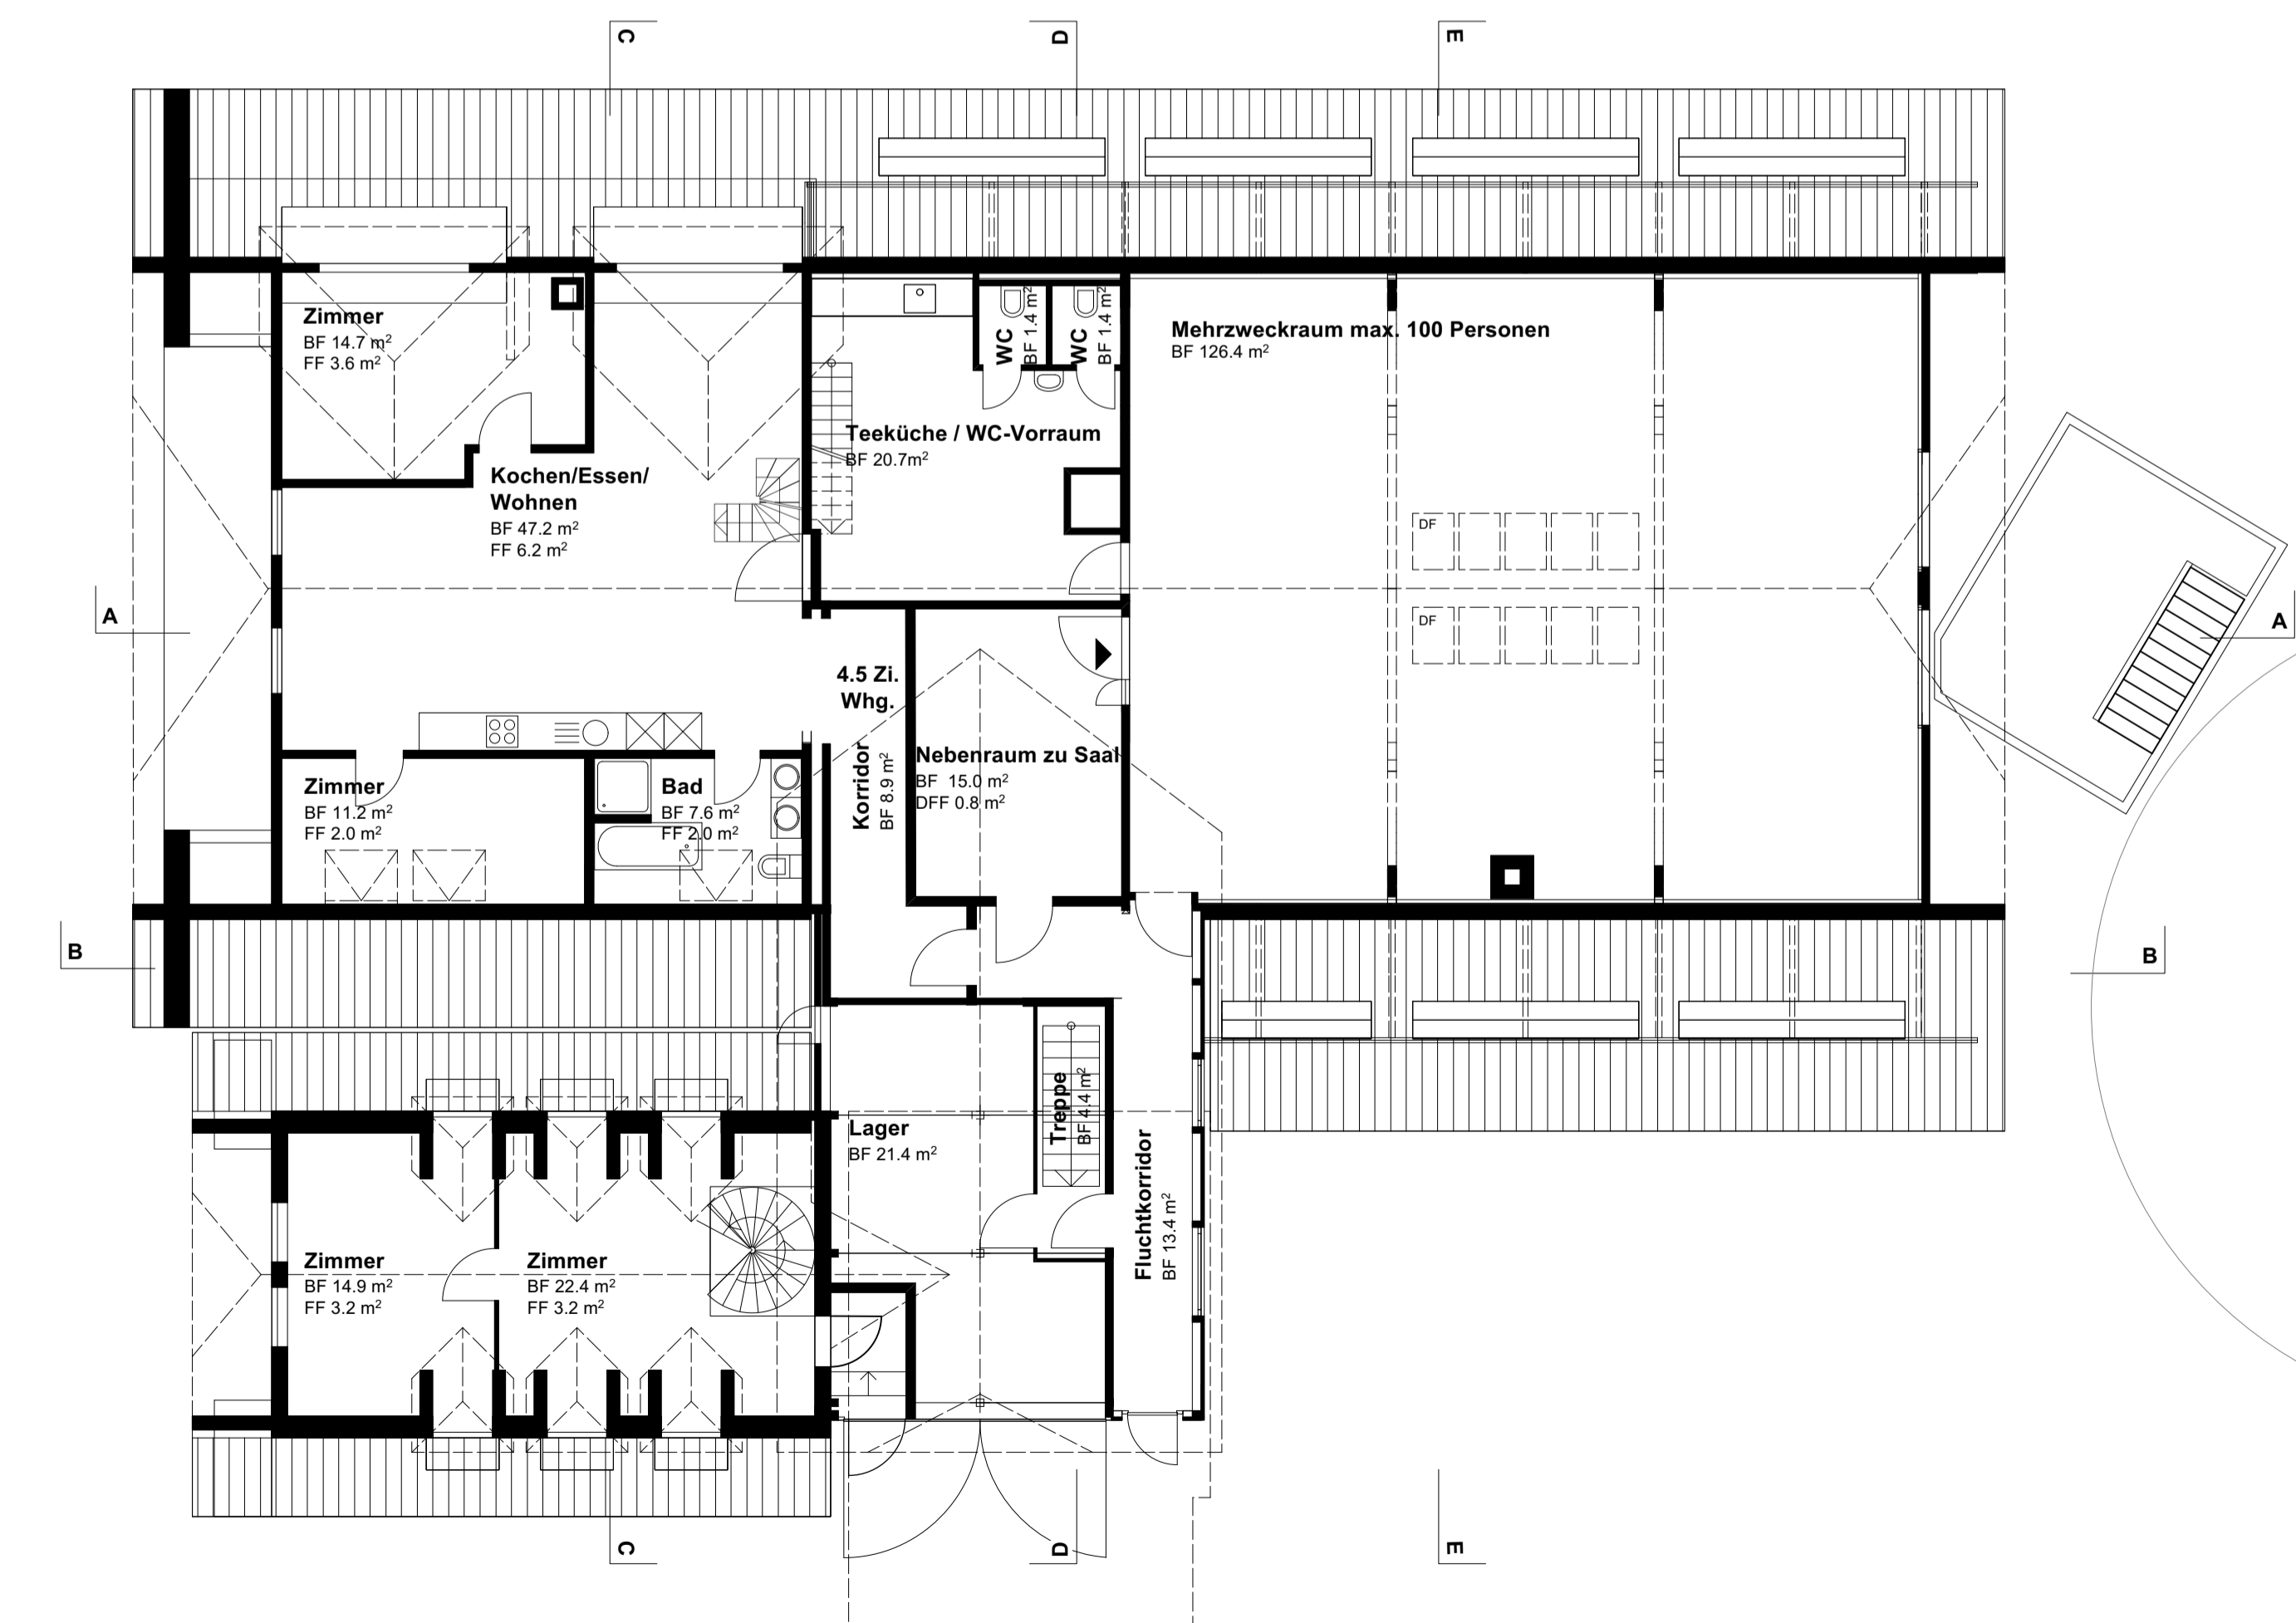 C
D
E
Zimmer
BF 14.7 m²
FF 3.6 m²
WC
BF 1.4 m²
WC
BF 1.4 m²
Mehrzweckraum max. 100 Personen
BF 126.4 m²
Teeküche / WC-Vorraum
BF 20.7m²
Kochen/Essen/
Wohnen
BF 47.2 m²
FF 6.2 m²
DF
DF
A
A
4.5 Zi.
Whg.
Korridor
BF 8.9 m²
Nebenraum zu Saal
BF 15.0 m²
DFF 0.8 m²
Zimmer
BF 11.2 m²
FF 2.0 m²
Bad
BF 7.6 m²
FF 2.0 m²
B
B
Lager
BF 21.4 m²
Treppe
BF 4.4 m²
Fluchtkorridor
BF 13.4 m²
Zimmer
BF 14.9 m²
FF 3.2 m²
Zimmer
BF 22.4 m²
FF 3.2 m²
C
D
E